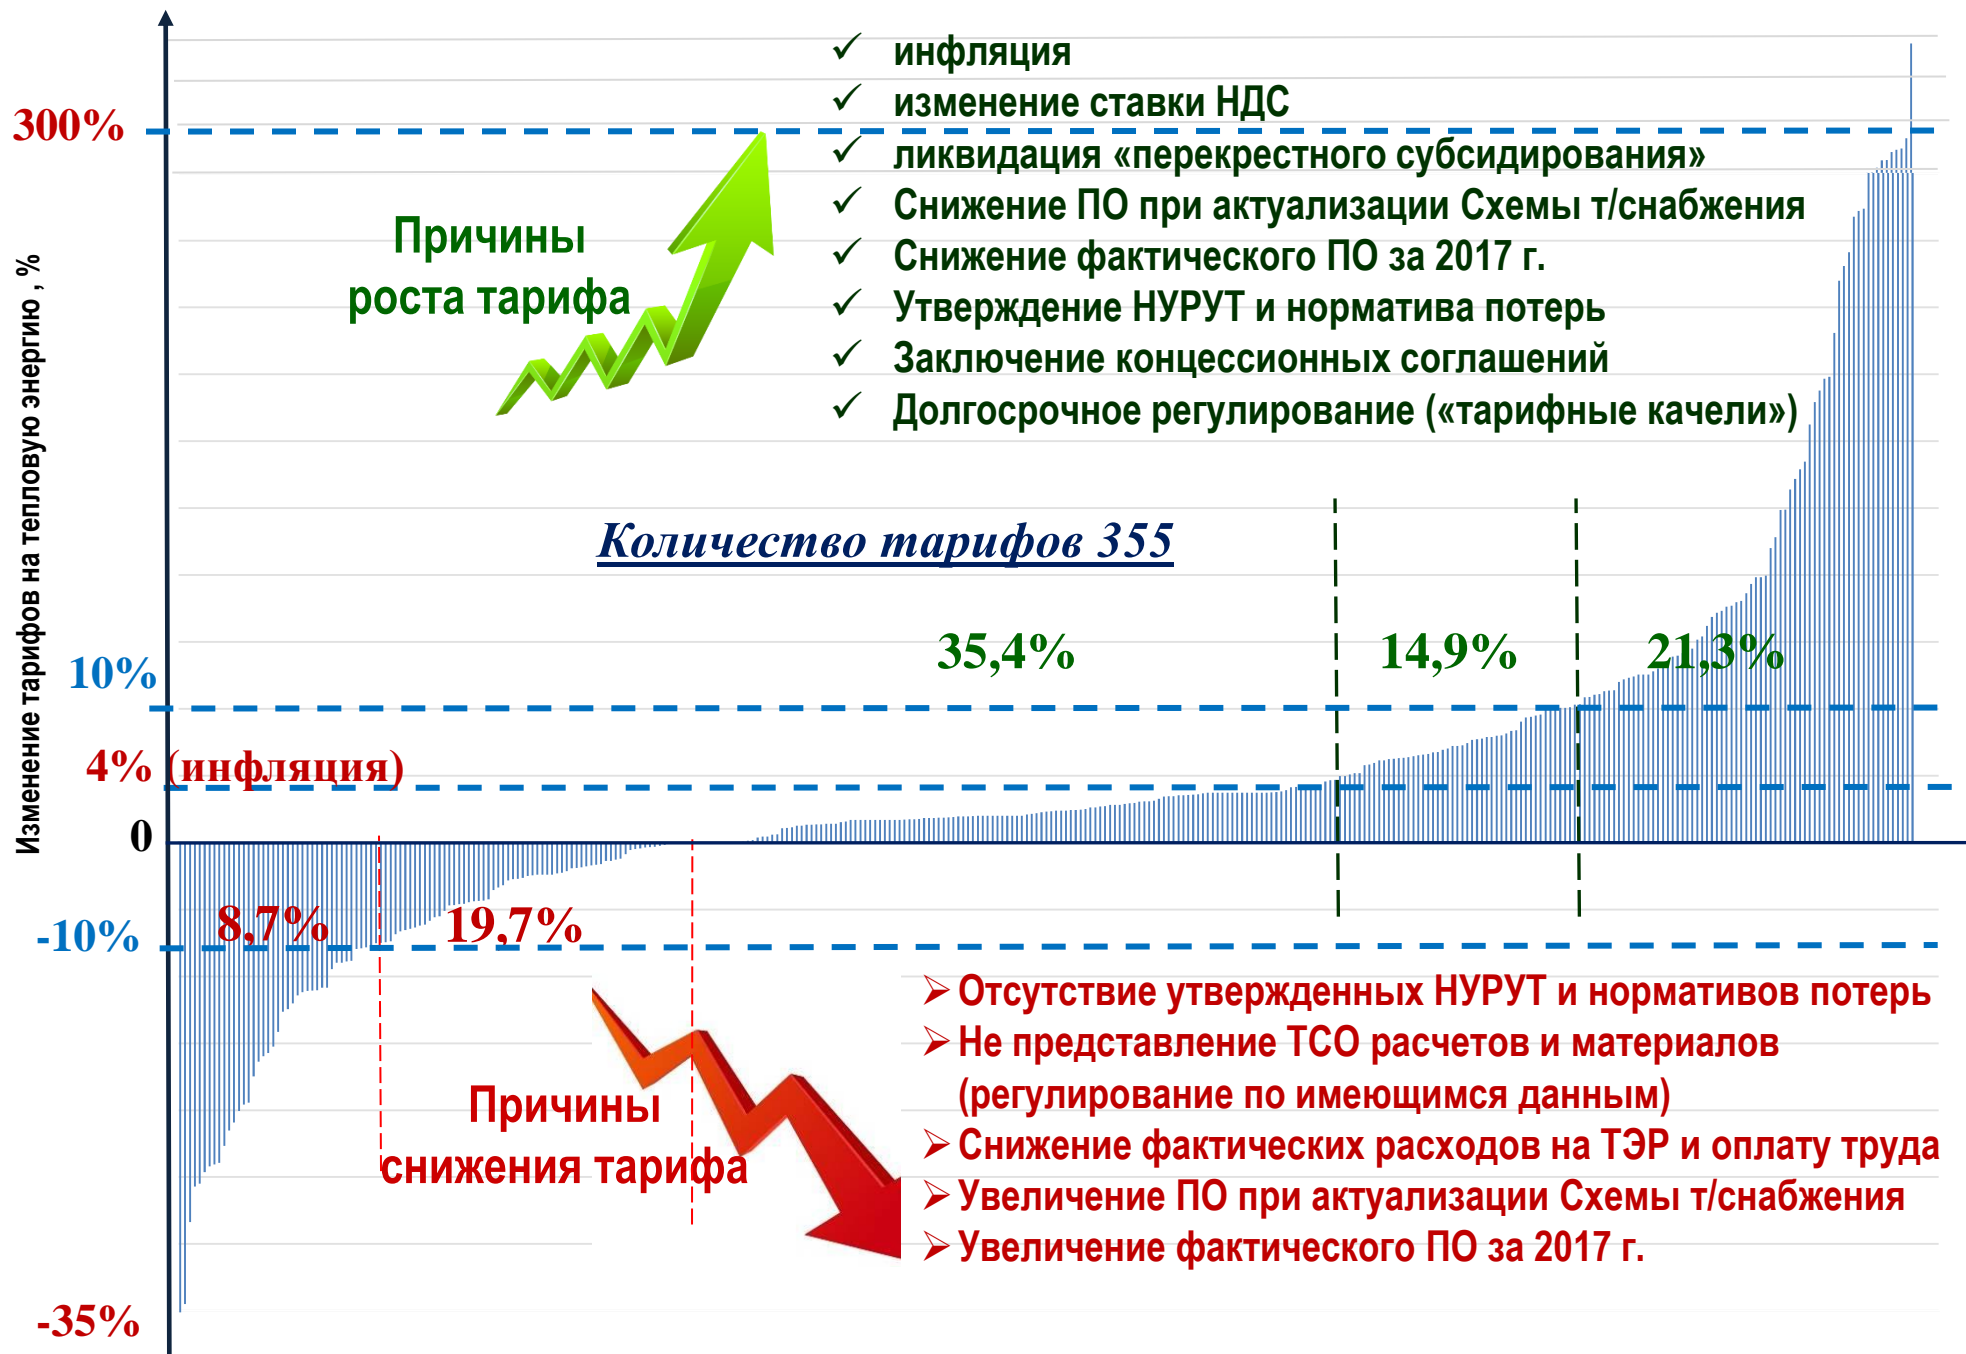 Изменение тарифов на тепловую энергию , %
300%
10%
4% (инфляция)
0
-10%
-35%
Причины
роста тарифа
✓ инфляция
✓ изменение ставки НДС
✓ ликвидация «перекрестного субсидирования»
✓ Снижение ПО при актуализации Схемы т/снабжения
✓ Снижение фактического ПО за 2017 г.
✓ Утверждение НУРУТ и норматива потерь
✓ Заключение концессионных соглашений
✓ Долгосрочное регулирование («тарифные качели»)
Количество тарифов 355
35,4%
14,9%
21,3%
8,7%
19,7%
Причины
снижения тарифа
➢ Отсутствие утвержденных НУРУТ и нормативов потерь
➢ Не представление ТСО расчетов и материалов
(регулирование по имеющимся данным)
➢ Снижение фактических расходов на ТЭР и оплату труда
➢ Увеличение ПО при актуализации Схемы т/снабжения
➢ Увеличение фактического ПО за 2017 г.